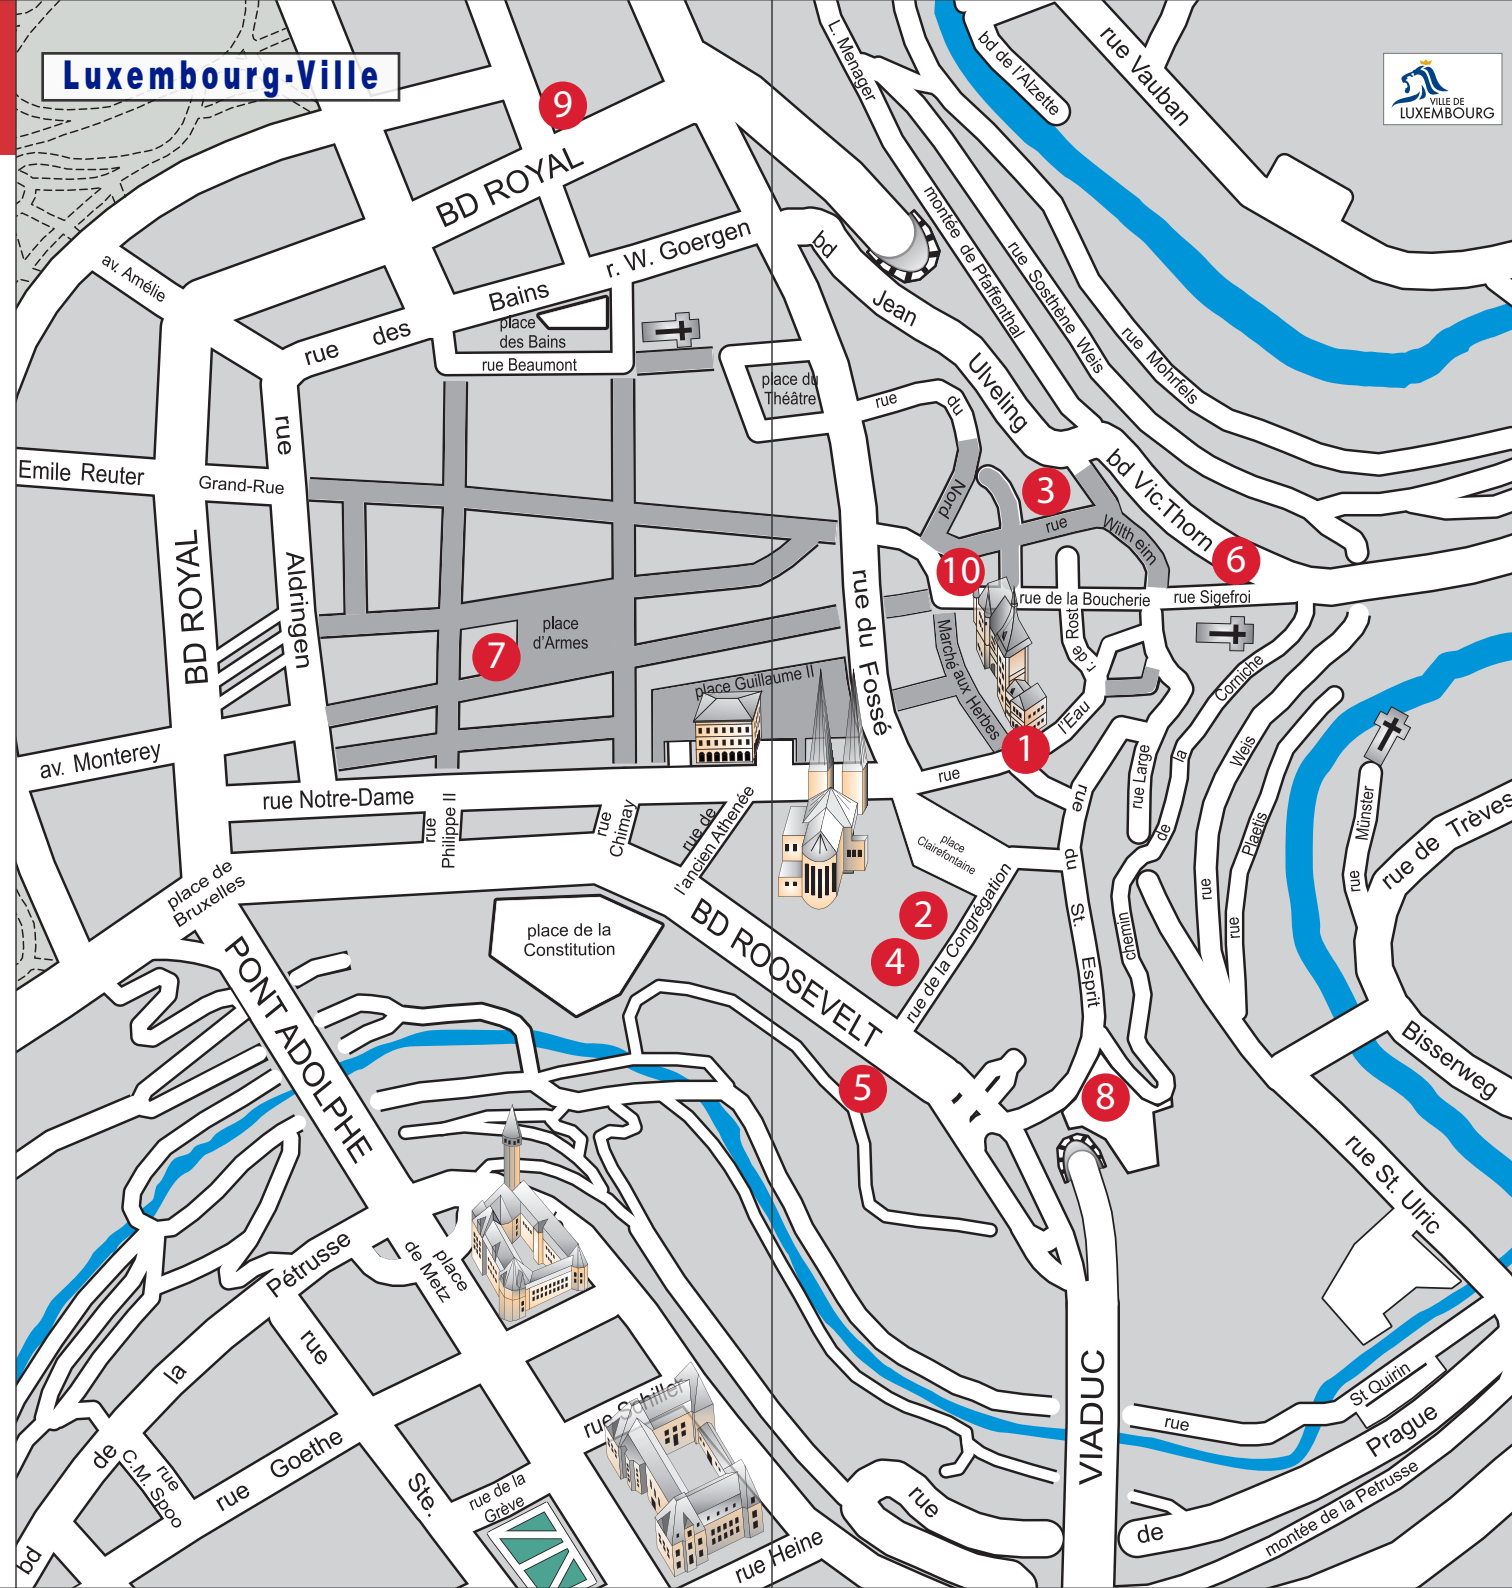 Luxembourg-Ville
VILLE DE
LUXEMBOURG
L. Menager
bd de l'Alzette
rue Vauban
9
BD ROYAL
av. Amélie
rue des Bains
r. W. Goergen
place
des Bains
rue Beaumont
bd Jean Ulveling
montée de Pfaffenthal
rue Sosthène Weis
rue Mohrfels
place du
Théâtre
rue du Nord
Emile Reuter
Grand-Rue
rue Aldringen
BD ROYAL
3
rue Wiltheim
bd Vic.Thorn
6
10
rue de la Boucherie
rue Sigefroi
r. de Rost
place
d'Armes
7
rue du Fossé
Marché aux Herbes
place Guillaume II
Corniche
l'Eau
1
rue
av. Monterey
rue Notre-Dame
rue
Philippe II
rue
Chimay
rue de
l'ancien Athenée
place
Clairefontaine
rue Large
rue du St. Esprit
chemin de la
rue Weis
rue Plaetis
rue Münster
rue de Trèves
place de
Bruxelles
place de la
Constitution
BD ROOSEVELT
2
4
rue de la Congrégation
PONT ADOLPHE
5
8
Bisserweg
rue St. Ulric
place
de Metz
bd de la Pétrusse
rue Goethe
rue
C.M. Spoo
rue
Ste.
rue Schiller
rue de la
Grève
rue Heine
rue
VIADUC
rue St Quirin
de Prague
montée de la Petrusse